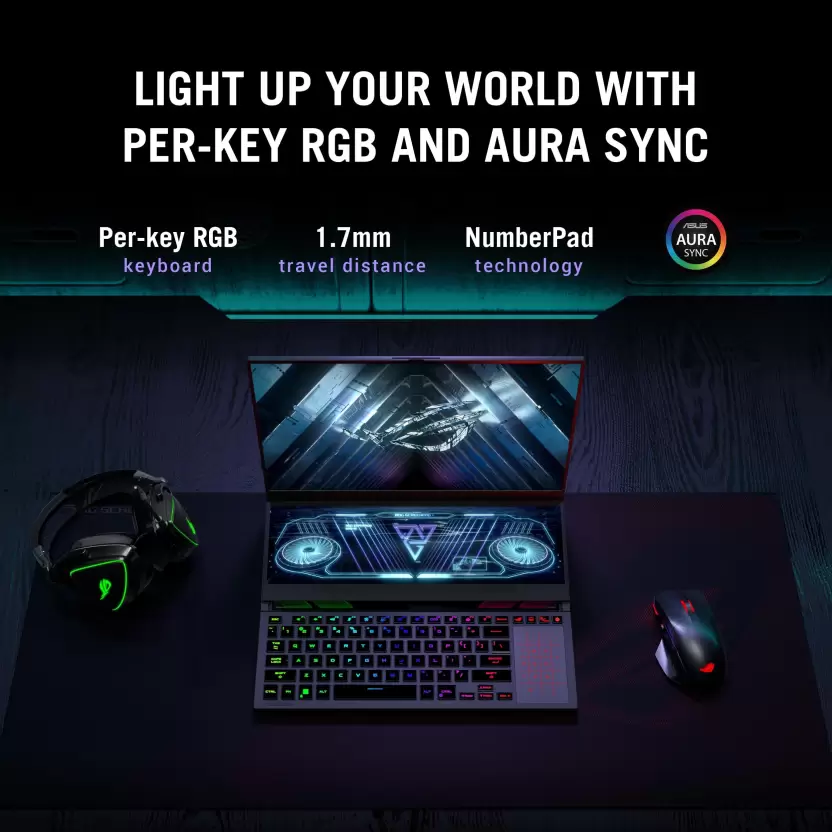 LIGHT UP YOUR WORLD WITH
PER-KEY RGB AND AURA SYNC
Per-key RGB
keyboard
1.7mm
travel distance
NumberPad
technology
ASUS
AURA
SYNC